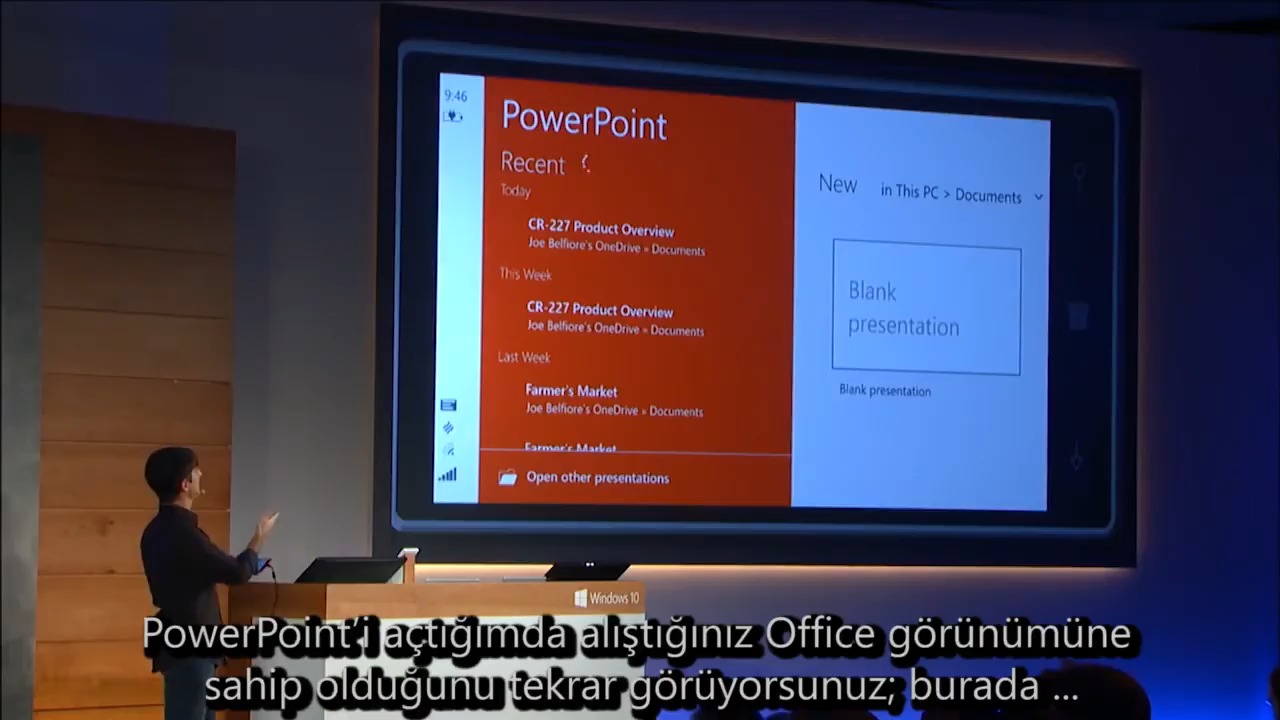 9:46
PowerPoint
Recent
Today
CR-227 Product Overview
Joe Belfiore's OneDrive » Documents
This Week
CR-227 Product Overview
Joe Belfiore's OneDrive » Documents
Last Week
Farmer's Market
Joe Belfiore's OneDrive » Documents
Farmer's Market
Open other presentations
New in This PC > Documents
Blank
presentation
Blank presentation
Windows 10
PowerPoint'i açtığımda alıştığınız Office görünümüne
sahip olduğunu tekrar görüyorsunuz; burada ...